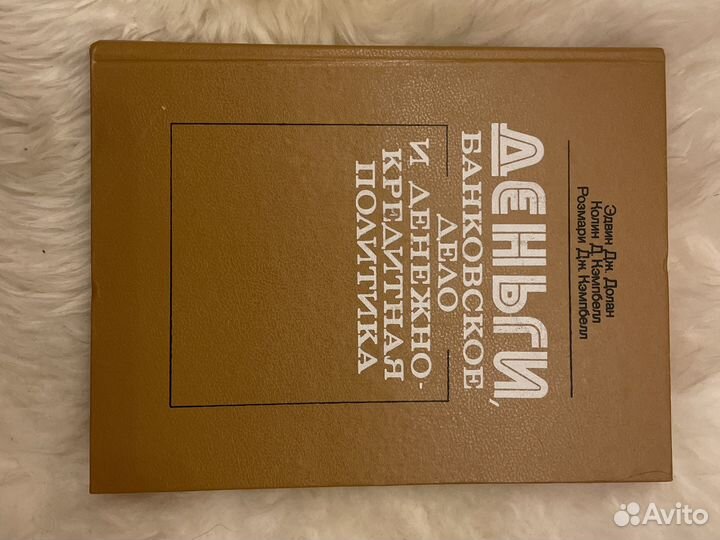 Эдвин Дж. Долан
Колин Д. Кэмпбелл
Розмари Дж. Кэмпбелл
ДЕНЬГИ,
БАНКОВСКОЕ
ДЕЛО
И ДЕНЕЖНО-
КРЕДИТНАЯ
ПОЛИТИКА
Avito